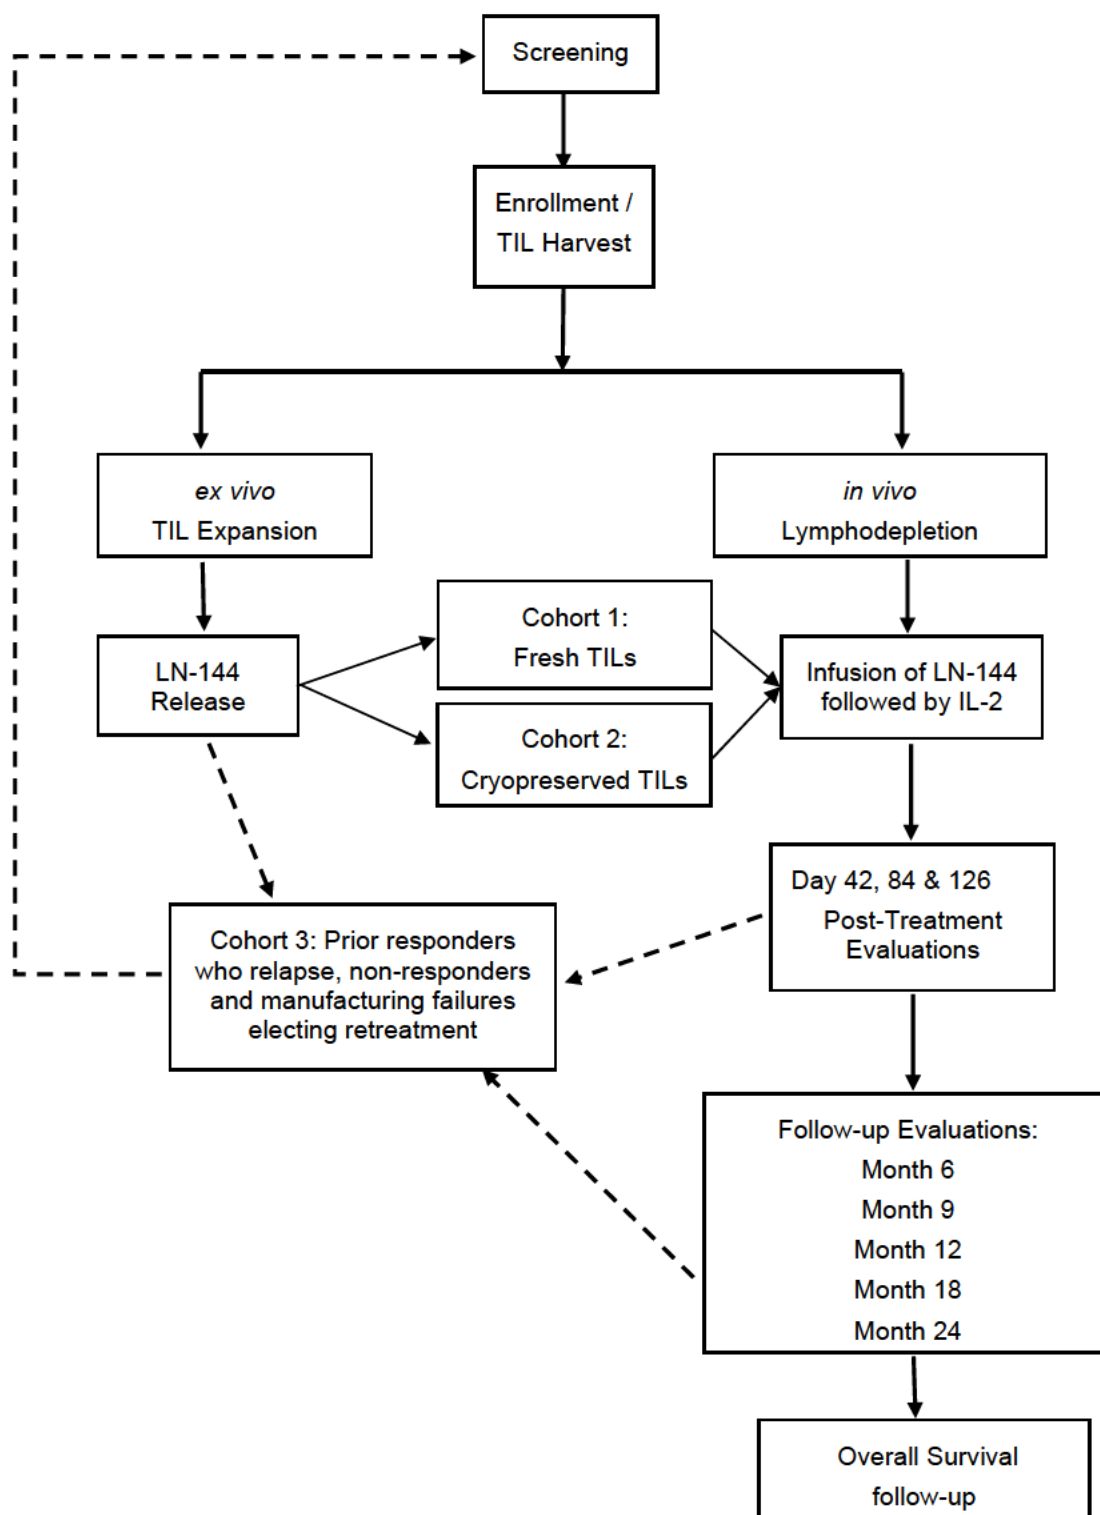 Screening
Enrollment /
TIL Harvest
ex vivo
TIL Expansion
in vivo
Lymphodepletion
LN-144
Release
Cohort 1:
Fresh TILs
Cohort 2:
Cryopreserved TILs
Infusion of LN-144
followed by IL-2
Day 42, 84 & 126
Post-Treatment
Evaluations
Cohort 3: Prior responders
who relapse, non-responders
and manufacturing failures
electing retreatment
Follow-up Evaluations:
Month 6
Month 9
Month 12
Month 18
Month 24
Overall Survival
follow-up